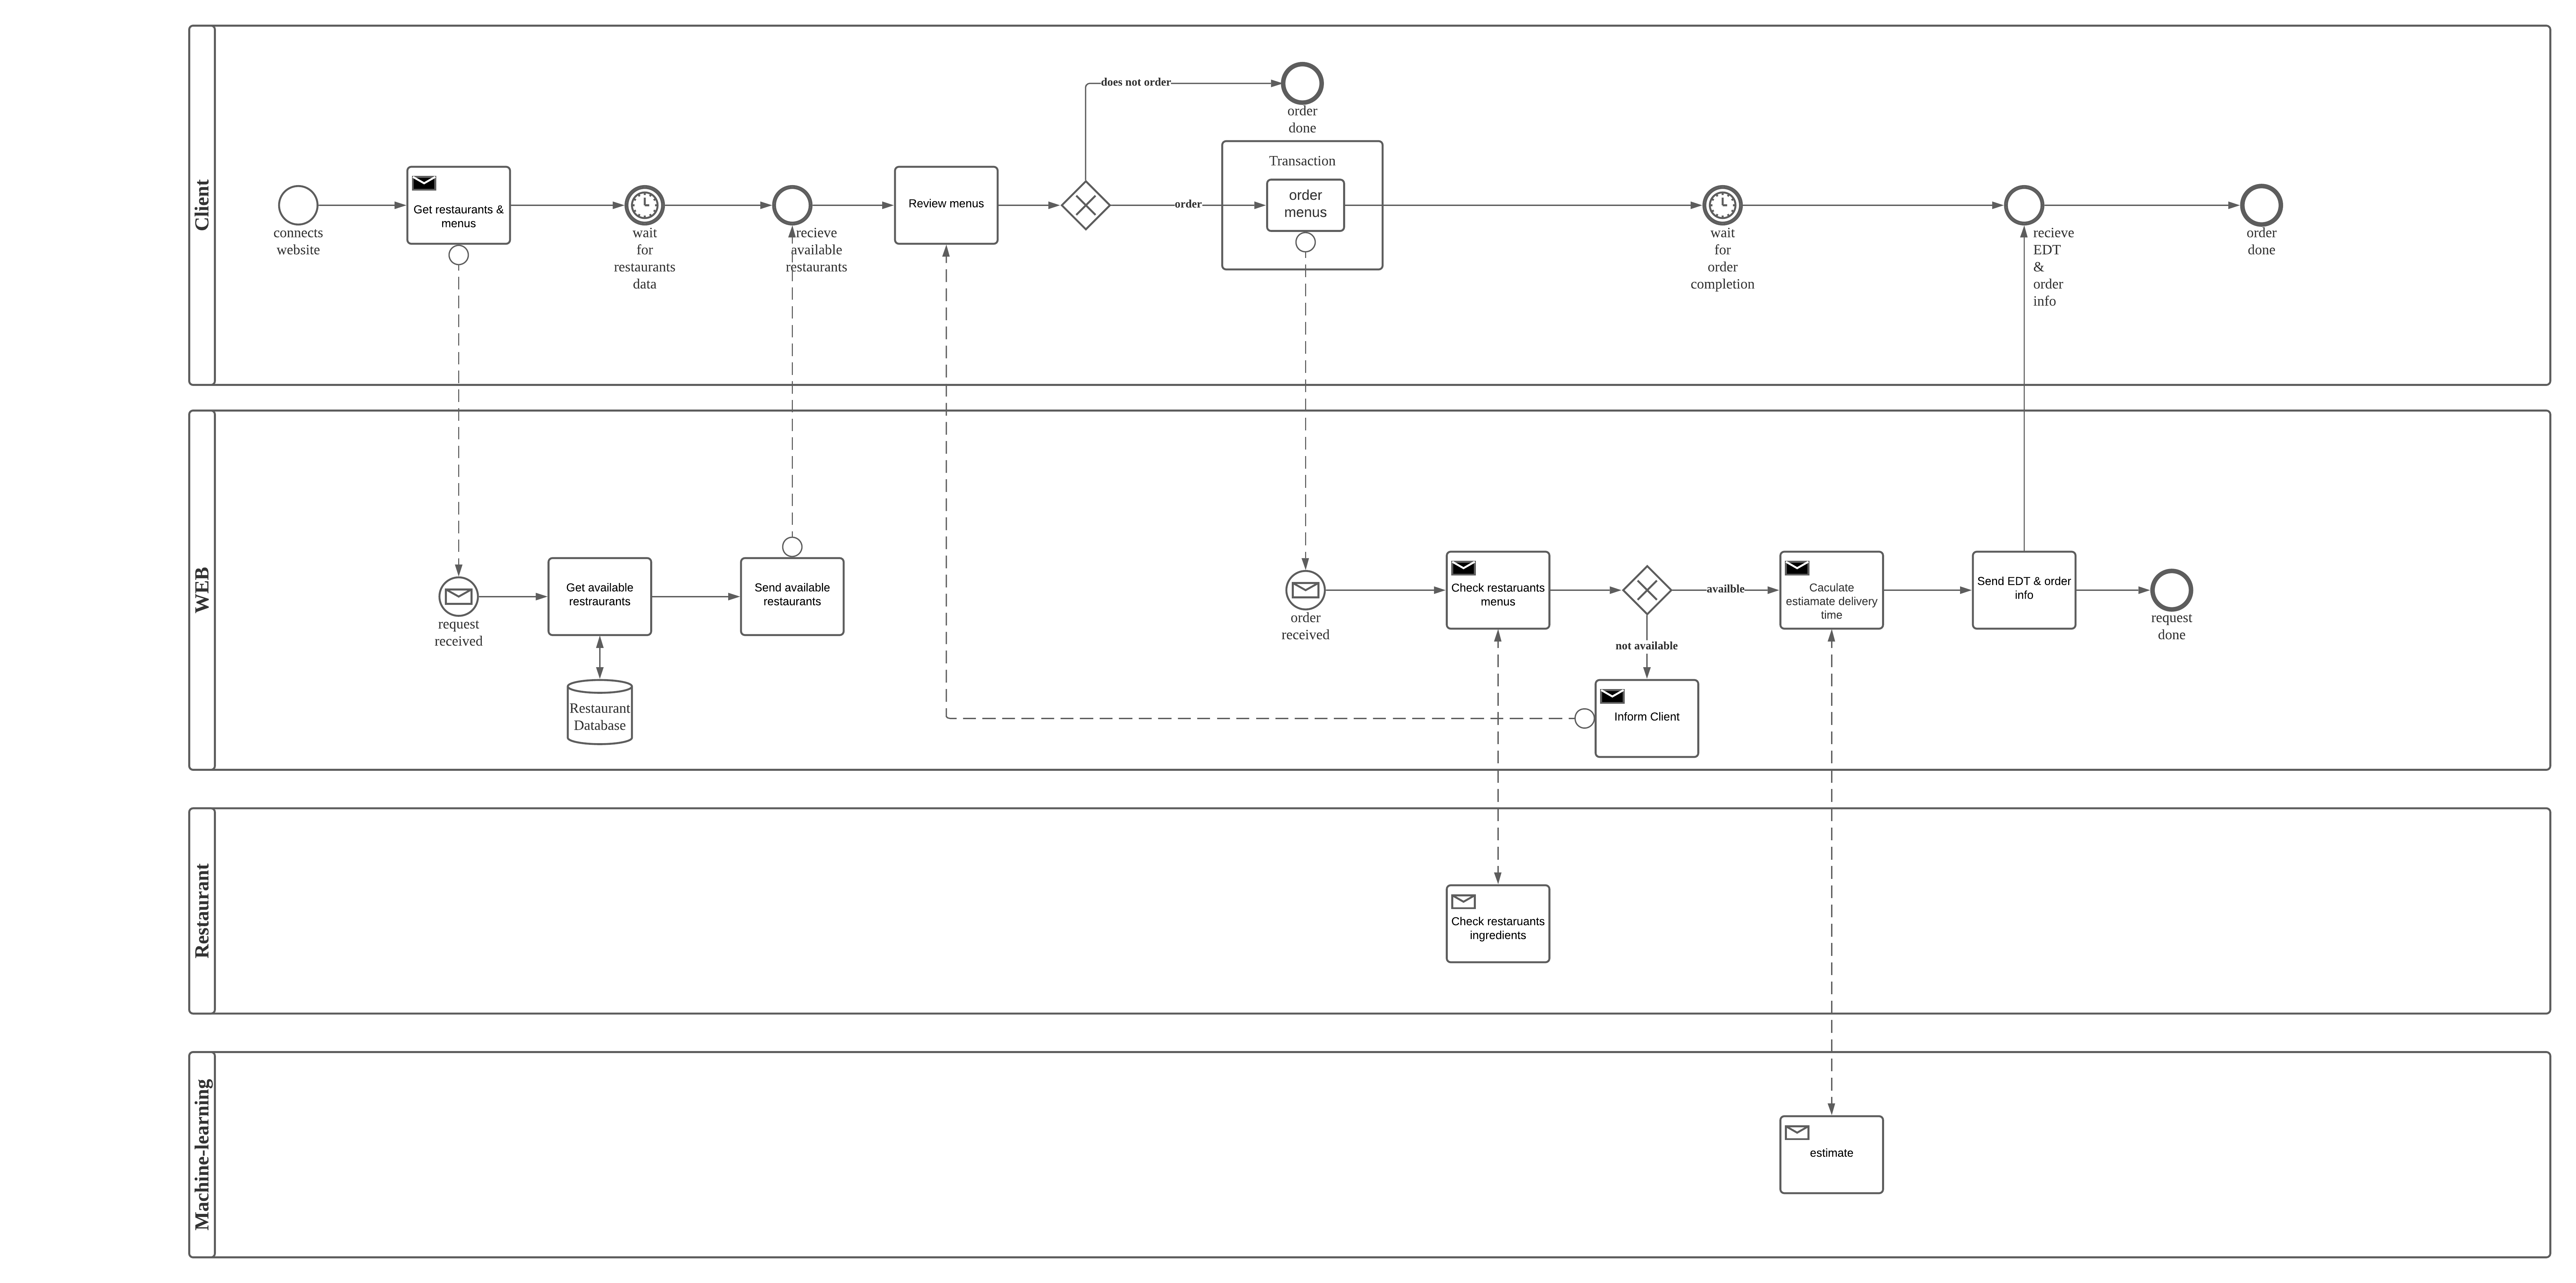 Client
does not order
order
done
Transaction
order
menus
connects
website
Get restaurants &
menus
wait
for
restaurants
data
recieve
available
restaurants
Review menus
order
wait
for
order
completion
recieve
EDT
&
order
info
order
done
WEB
request
received
Get available
restraurants
Send available
restaurants
Restaurant
Database
order
received
Check restaruants
menus
availble
not available
Inform Client
Caculate
estiamate delivery
time
Send EDT & order
info
request
done
Restaurant
Check restaruants
ingredients
Machine-learning
estimate